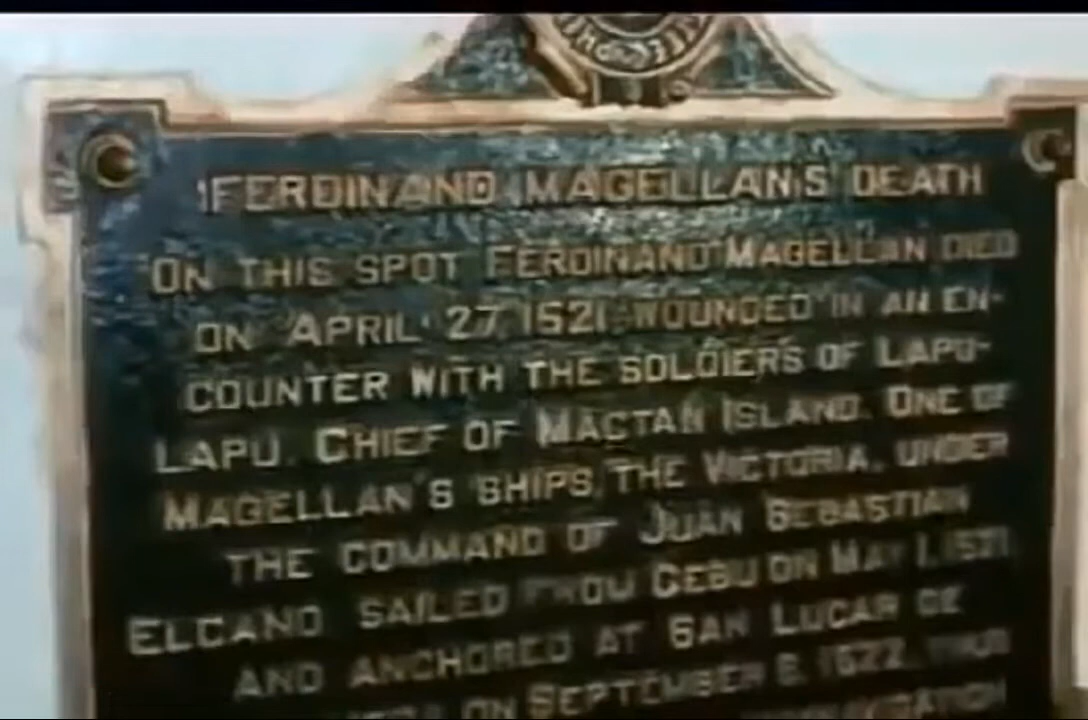 FERDINAND MAGELLAN'S DEATH
ON THIS SPOT FERDINAND MAGELLAN DIED
ON APRIL 27, 1521, WOUNDED IN AN EN-
COUNTER WITH THE SOLDIERS OF LAPU-
LAPU, CHIEF OF MACTAN ISLAND. ONE OF
MAGELLAN'S SHIPS, THE VICTORIA, UNDER
THE COMMAND OF JUAN SEBASTIAN
ELCANO SAILED FROM CEBU ON MAY 1, 1521
AND ANCHORED AT SAN LUCAR DE
ON SEPTEMBER 6, 1522, THUS